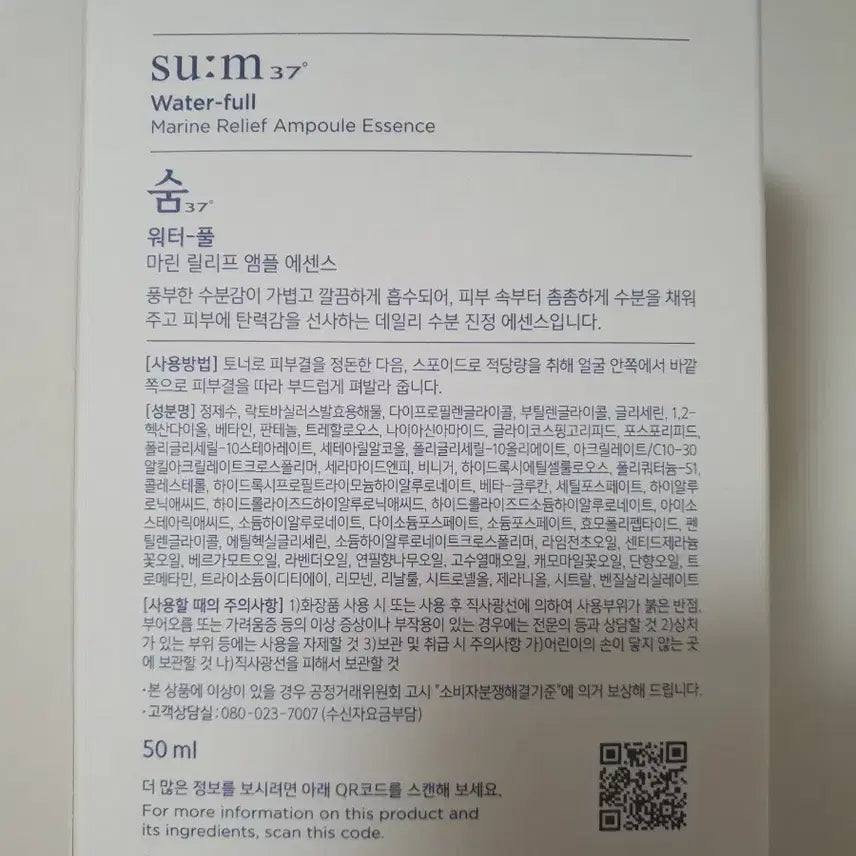 su:m37°
Water-full
Marine Relief Ampoule Essence
숨37°
워터-풀
마린 릴리프 앰플 에센스
풍부한 수분감이 가볍고 깔끔하게 흡수되어, 피부 속부터 촘촘하게 수분을 채워
주고 피부에 탄력감을 선사하는 데일리 수분 진정 에센스입니다.
[사용방법] 토너로 피부결을 정돈한 다음, 스포이드로 적당량을 취해 얼굴 안쪽에서 바깥
쪽으로 피부결을 따라 부드럽게 펴발라 줍니다.
[성분명] 정제수, 락토바실러스발효용해물, 다이프로필렌글라이콜, 부틸렌글라이콜, 글리세린, 1,2-
헥산다이올, 베타인, 판테놀, 트레할로오스, 나이아신아마이드, 글라이코스핑고리피드, 포스포리피드,
폴리글리세릴-10스테아레이트, 세테아릴알코올, 폴리글리세릴-10올리에이트, 아크릴레이트/C10-30
알킬아크릴레이트크로스폴리머, 세라마이드엔피, 비니거, 하이드록시에틸셀룰로오스, 폴리쿼터늄-51,
콜레스테롤, 하이드록시프로필트라이모늄하이알루로네이트, 베타-글루칸, 세틸포스페이트, 하이알루
로닉애씨드, 하이드롤라이즈드하이알루로닉애씨드, 하이드롤라이즈드소듐하이알루로네이트, 아이소
스테아릭애씨드, 소듐하이알루로네이트, 다이소듐포스페이트, 소듐포스페이트, 효모폴리펩타이드, 펜
틸렌글라이콜, 에틸헥실글리세린, 소듐하이알루로네이트크로스폴리머, 라임전초오일, 센티드제라늄
꽃오일, 베르가모트오일, 라벤더오일, 연필향나무오일, 고수열매오일, 캐모마일꽃오일, 단향오일, 트
로메타민, 트라이소듐이디티에이, 리모넨, 리날룰, 시트로넬올, 제라니올, 시트랄, 벤질살리실레이트
[사용할 때의 주의사항] 1)화장품 사용 시 또는 사용 후 직사광선에 의하여 사용부위가 붉은 반점,
부어오름 또는 가려움증 등의 이상 증상이나 부작용이 있는 경우에는 전문의 등과 상담할 것 2)상처
가 있는 부위 등에는 사용을 자제할 것 3)보관 및 취급 시 주의사항 가)어린이의 손이 닿지 않는 곳
에 보관할 것 나)직사광선을 피해서 보관할 것
·본 상품에 이상이 있을 경우 공정거래위원회 고시 "소비자분쟁해결기준"에 의거 보상해 드립니다.
·고객상담실 : 080-023-7007 (수신자요금부담)
50 ml
더 많은 정보를 보시려면 아래 QR코드를 스캔해 보세요.
For more information on this product and
its ingredients, scan this code.